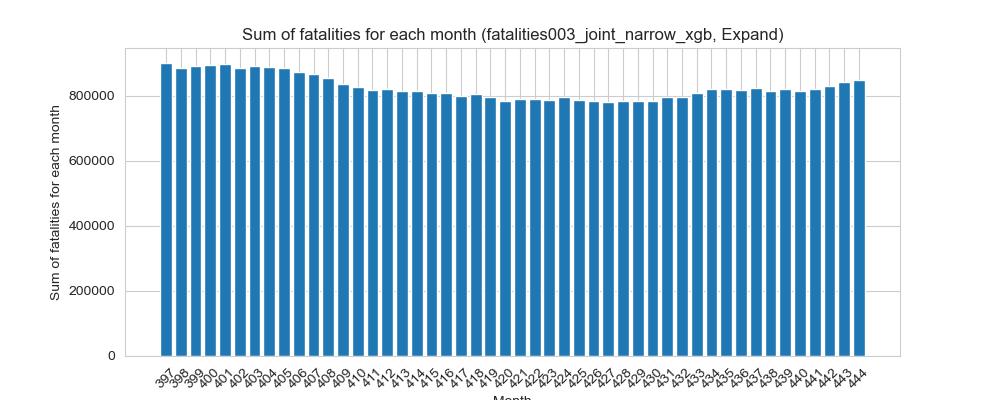 Sum of fatalities for each month (fatalities003_joint_narrow_xgb, Expand)
Sum of fatalities for each month
800000
600000
400000
200000
0
397 398 399 400 401 402 403 404 405 406 407 408 409 410 411 412 413 414 415 416 417 418 419 420 421 422 423 424 425 426 427 428 429 430 431 432 433 434 435 436 437 438 439 440 441 442 443 444
Month